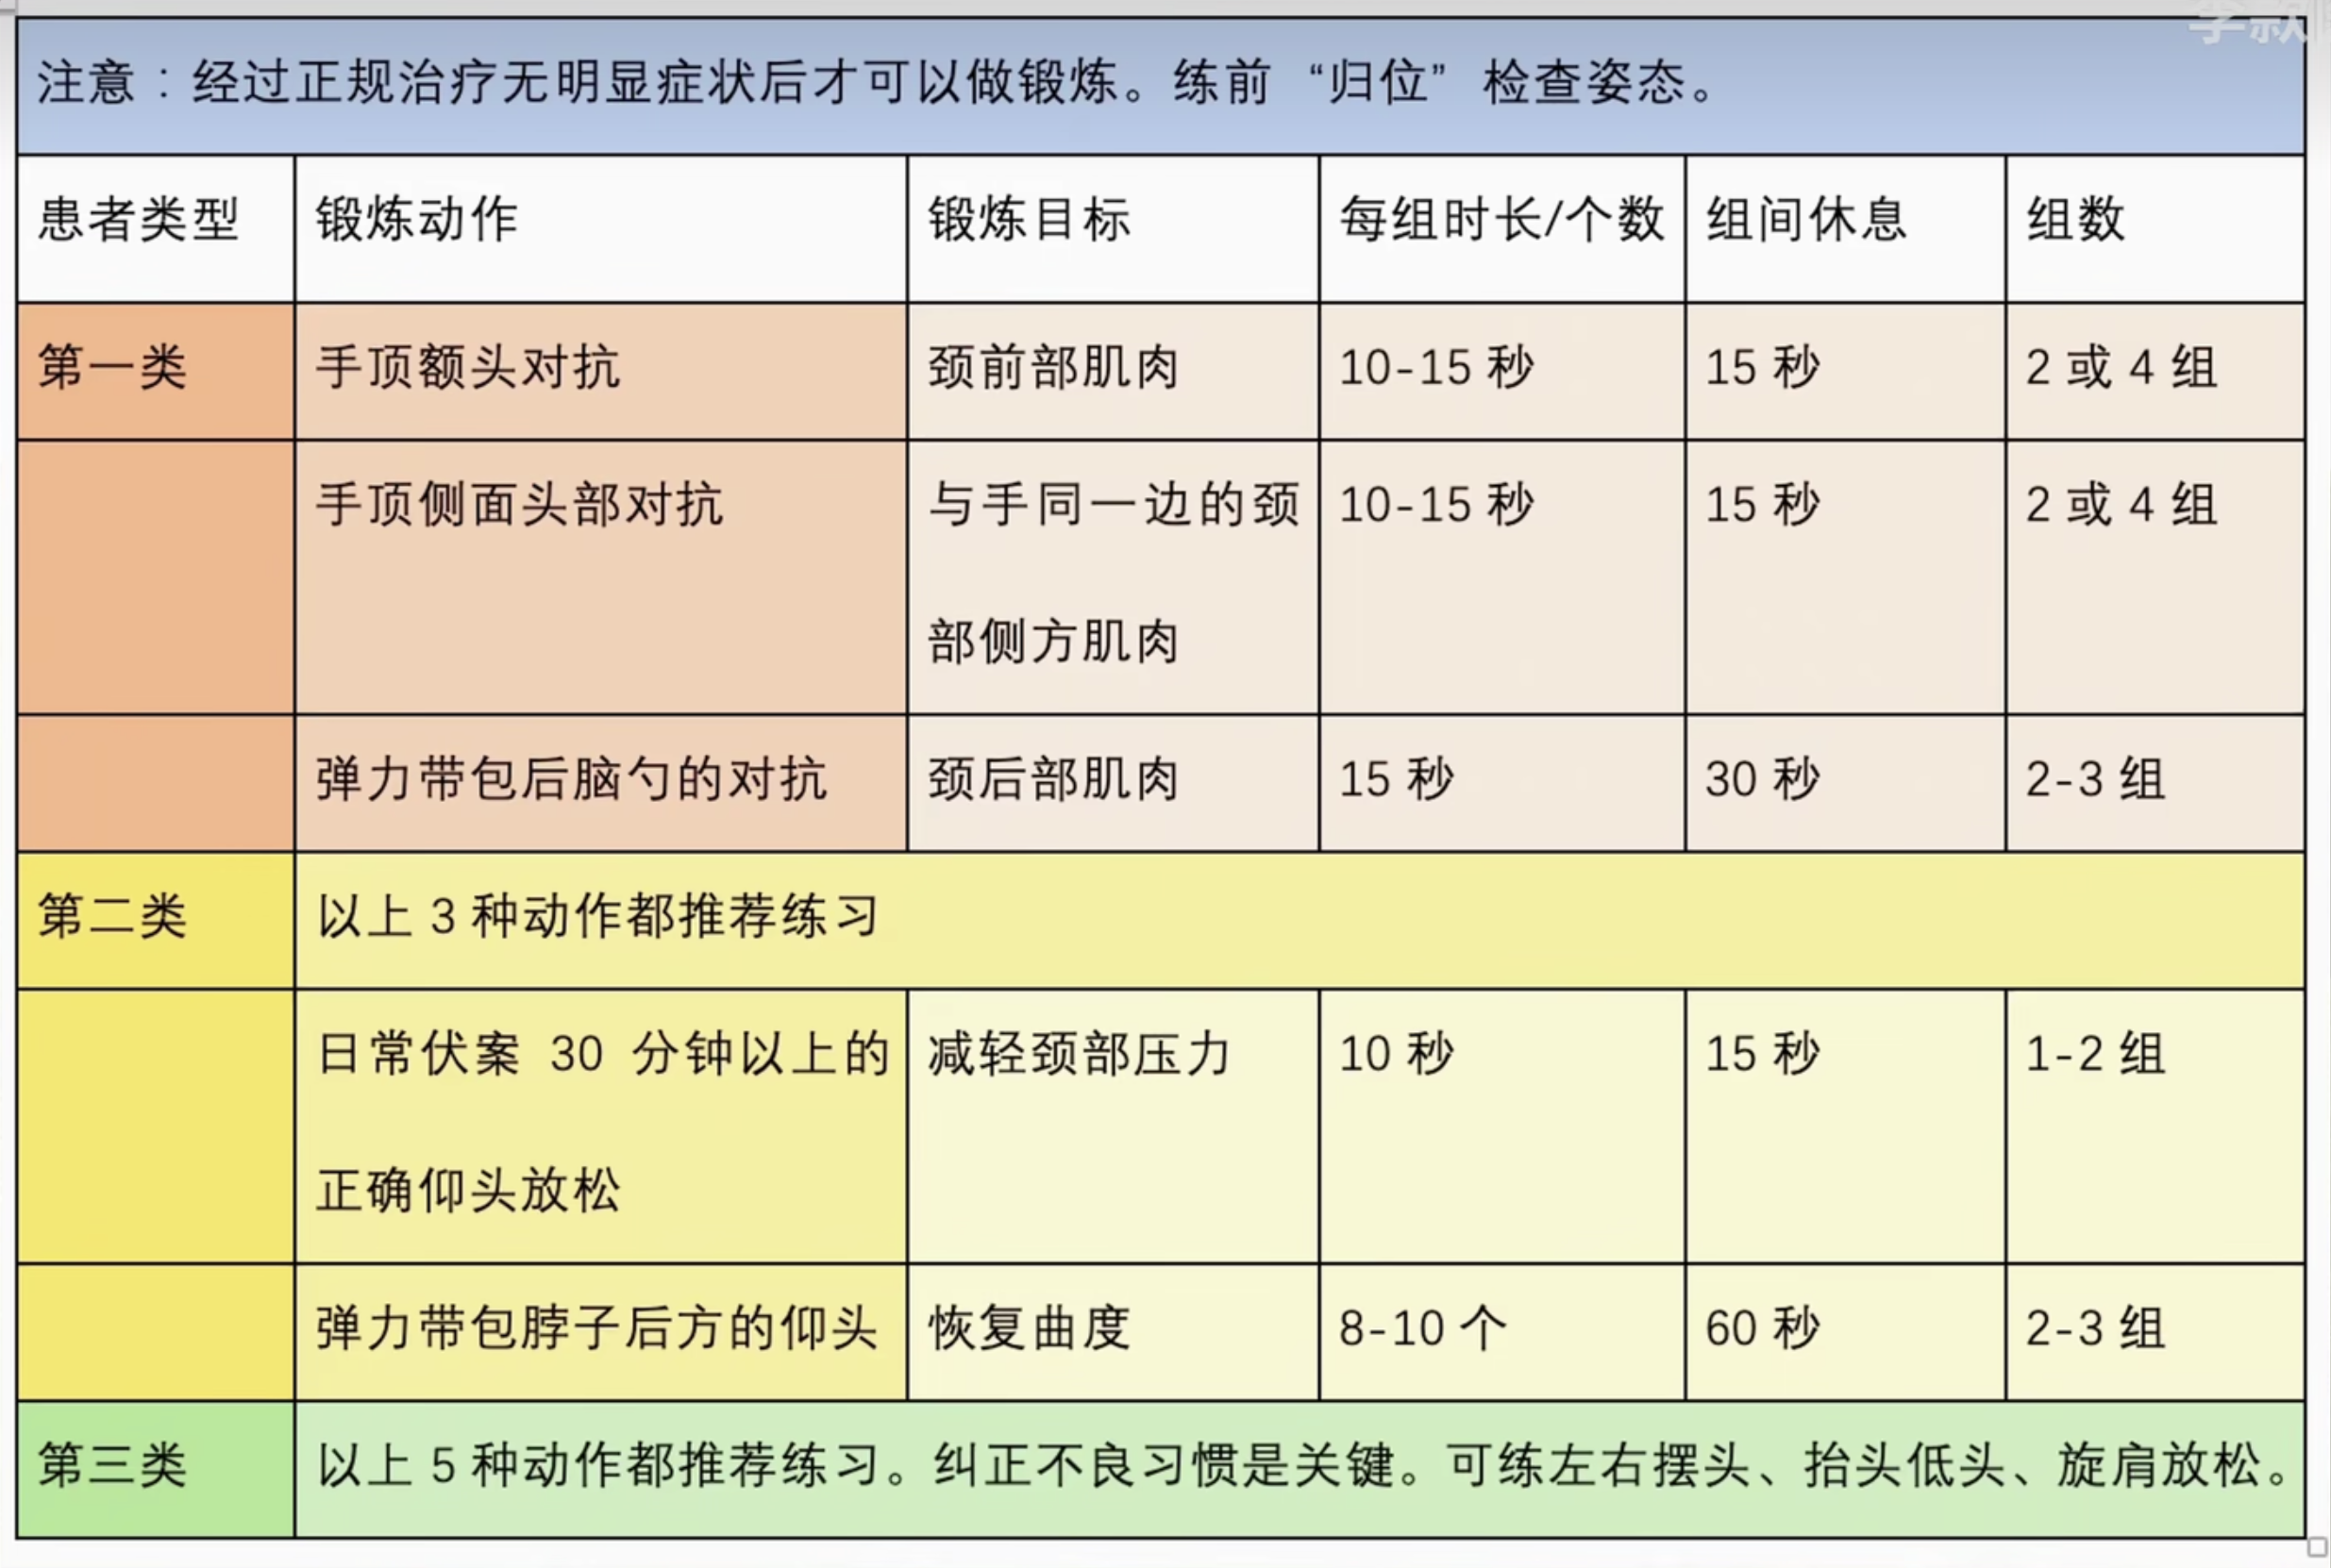 注意：经过正规治疗无明显症状后才可以做锻炼。练前“归位”检查姿态。
患者类型 锻炼动作 锻炼目标 每组时长/个数 组间休息 组数
第一类 手顶额头对抗 颈前部肌肉 10-15 秒 15 秒 2 或 4 组
手顶侧面头部对抗 与手同一边的颈 10-15 秒 15 秒 2 或 4 组
部侧方肌肉
弹力带包后脑勺的对抗 颈后部肌肉 15 秒 30 秒 2-3 组
第二类 以上 3 种动作都推荐练习
日常伏案 30 分钟以上的 减轻颈部压力 10 秒 15 秒 1-2 组
正确仰头放松
弹力带包脖子后方的仰头 恢复曲度 8-10 个 60 秒 2-3 组
第三类 以上 5 种动作都推荐练习。纠正不良习惯是关键。可练左右摆头、抬头低头、旋肩放松。